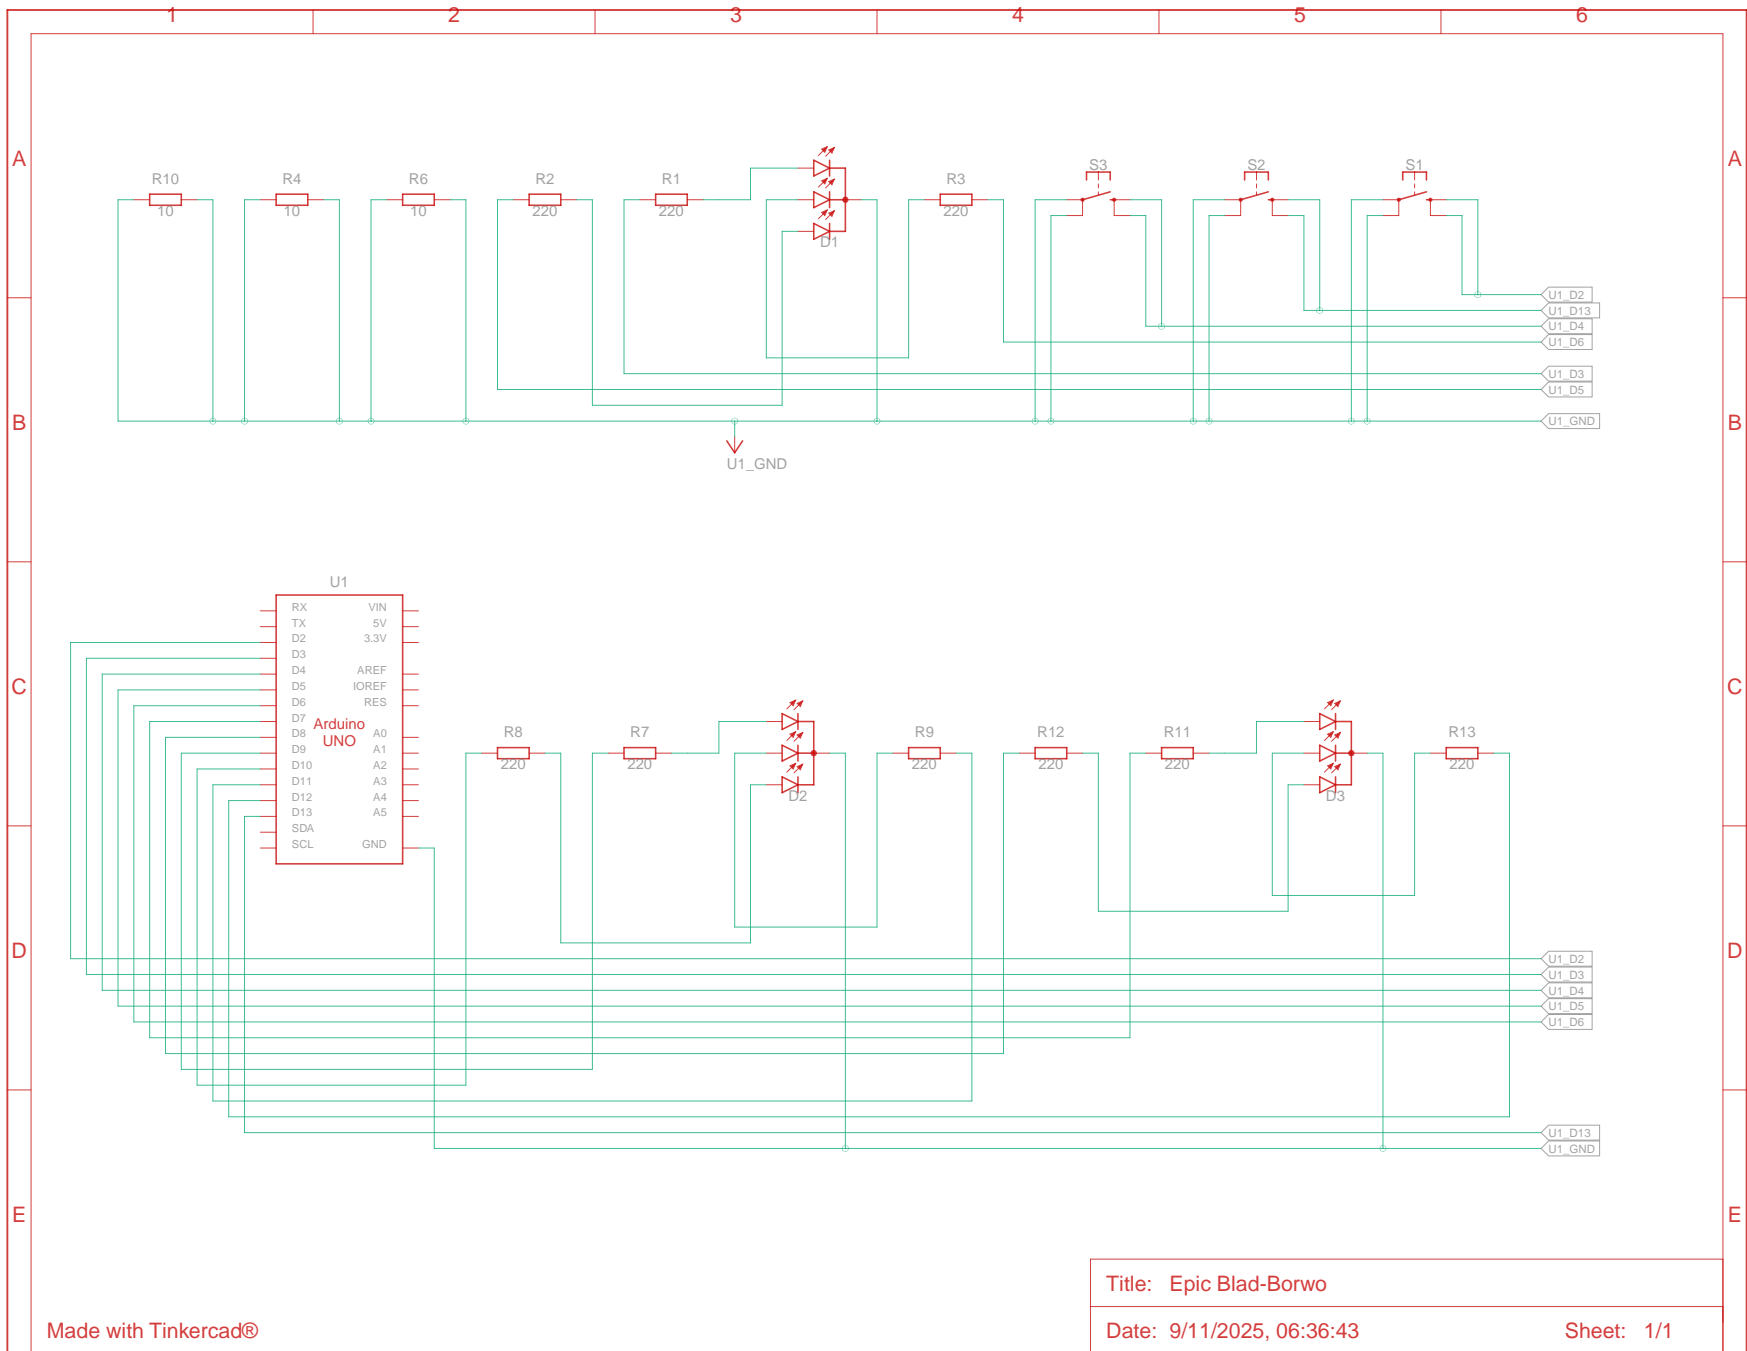 1 2 3 4 5 6
A A
R10 R4 R6 R2 R1 R3 S3 S2 S1
10 10 10 220 220 220
D1
U1_D2
U1_D13
U1_D4
U1_D6
U1_D3
U1_D5
B B
U1_GND
U1_GND
U1
RX VIN
TX 5V
D2 3.3V
D3
D4 AREF
D5 IOREF
D6 RES
D7
D8 A0
D9 A1
D10 A2
D11 A3
D12 A4
D13 A5
SDA
SCL GND
Arduino
UNO
C C
R8 R7 R9 R12 R11 R13
220 220 220 220 220 220
D2 D3
D D
U1_D2
U1_D3
U1_D4
U1_D5
U1_D6
U1_D13
U1_GND
E E
Title: Epic Blad-Borwo
Made with Tinkercad®
Date: 9/11/2025, 06:36:43 Sheet: 1/1